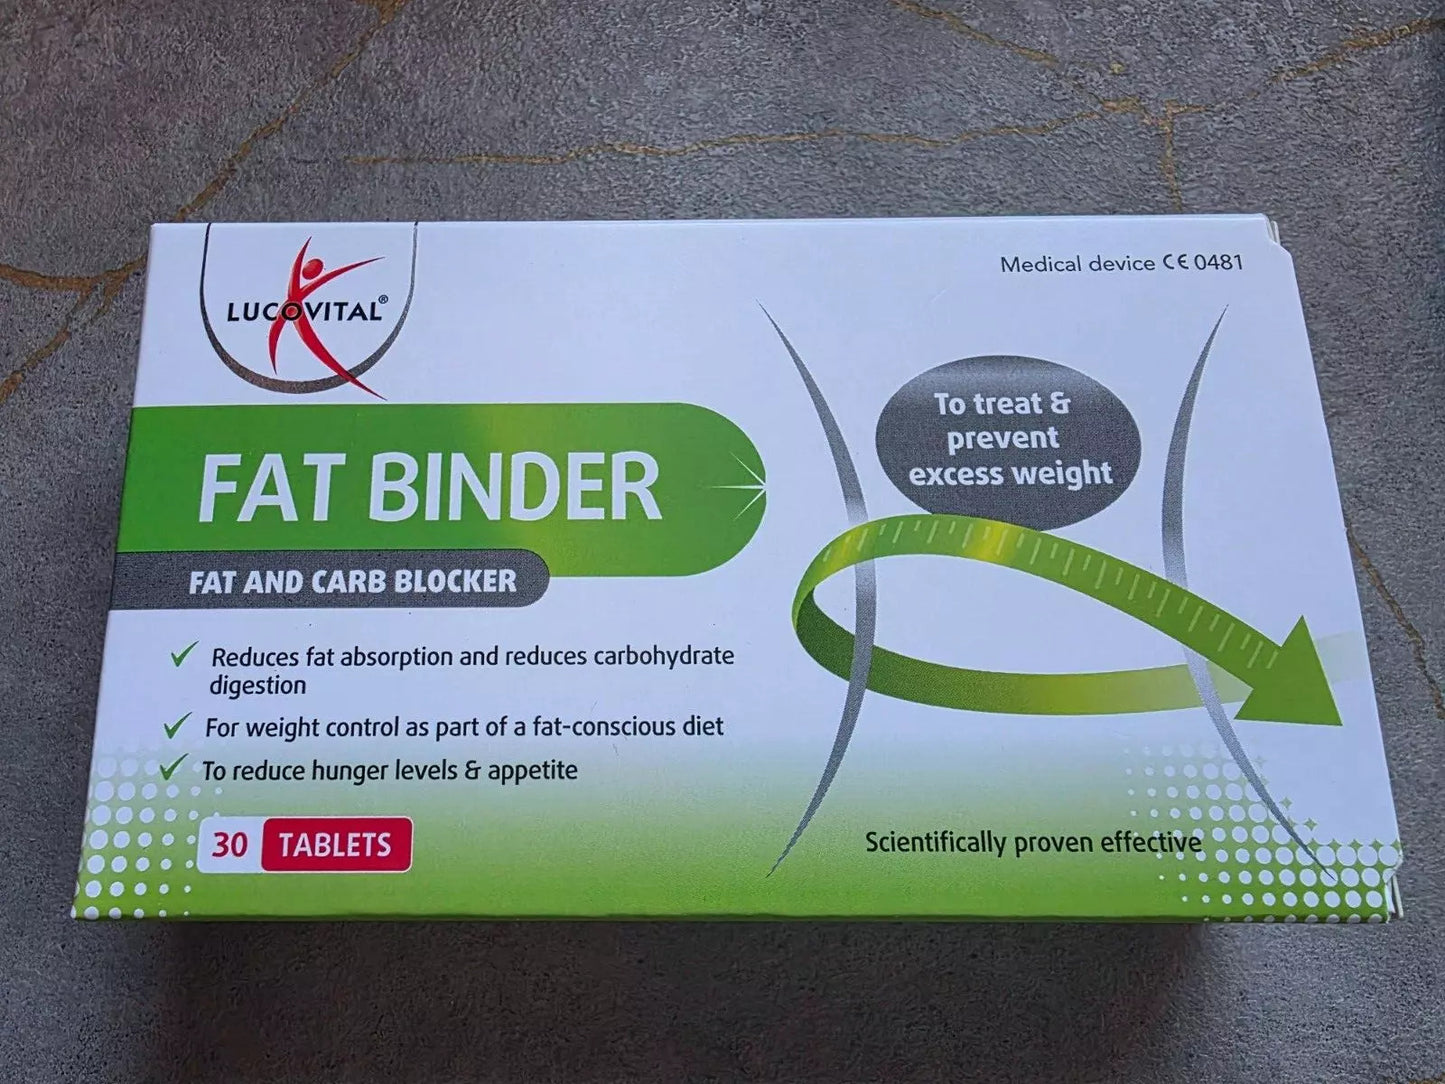 LUCOVITAL®
Medical device CE 0481
To treat &
prevent
excess weight
FAT BINDER
FAT AND CARB BLOCKER
Reduces fat absorption and reduces carbohydrate
digestion
For weight control as part of a fat-conscious diet
To reduce hunger levels & appetite
30 TABLETS
Scientifically proven effective